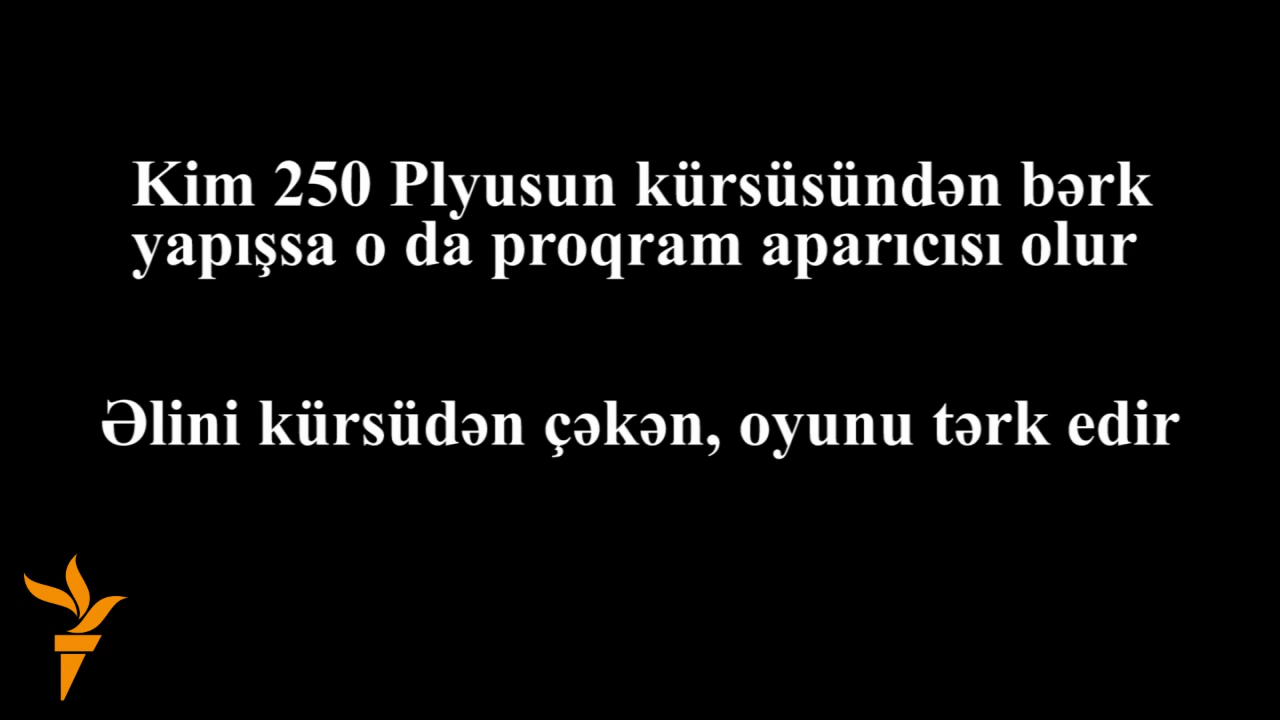 Kim 250 Plyusun kürsüsündən bərk
yapışsa o da proqram aparıcısı olur
Əlini kürsüdən çəkən, oyunu tərk edir